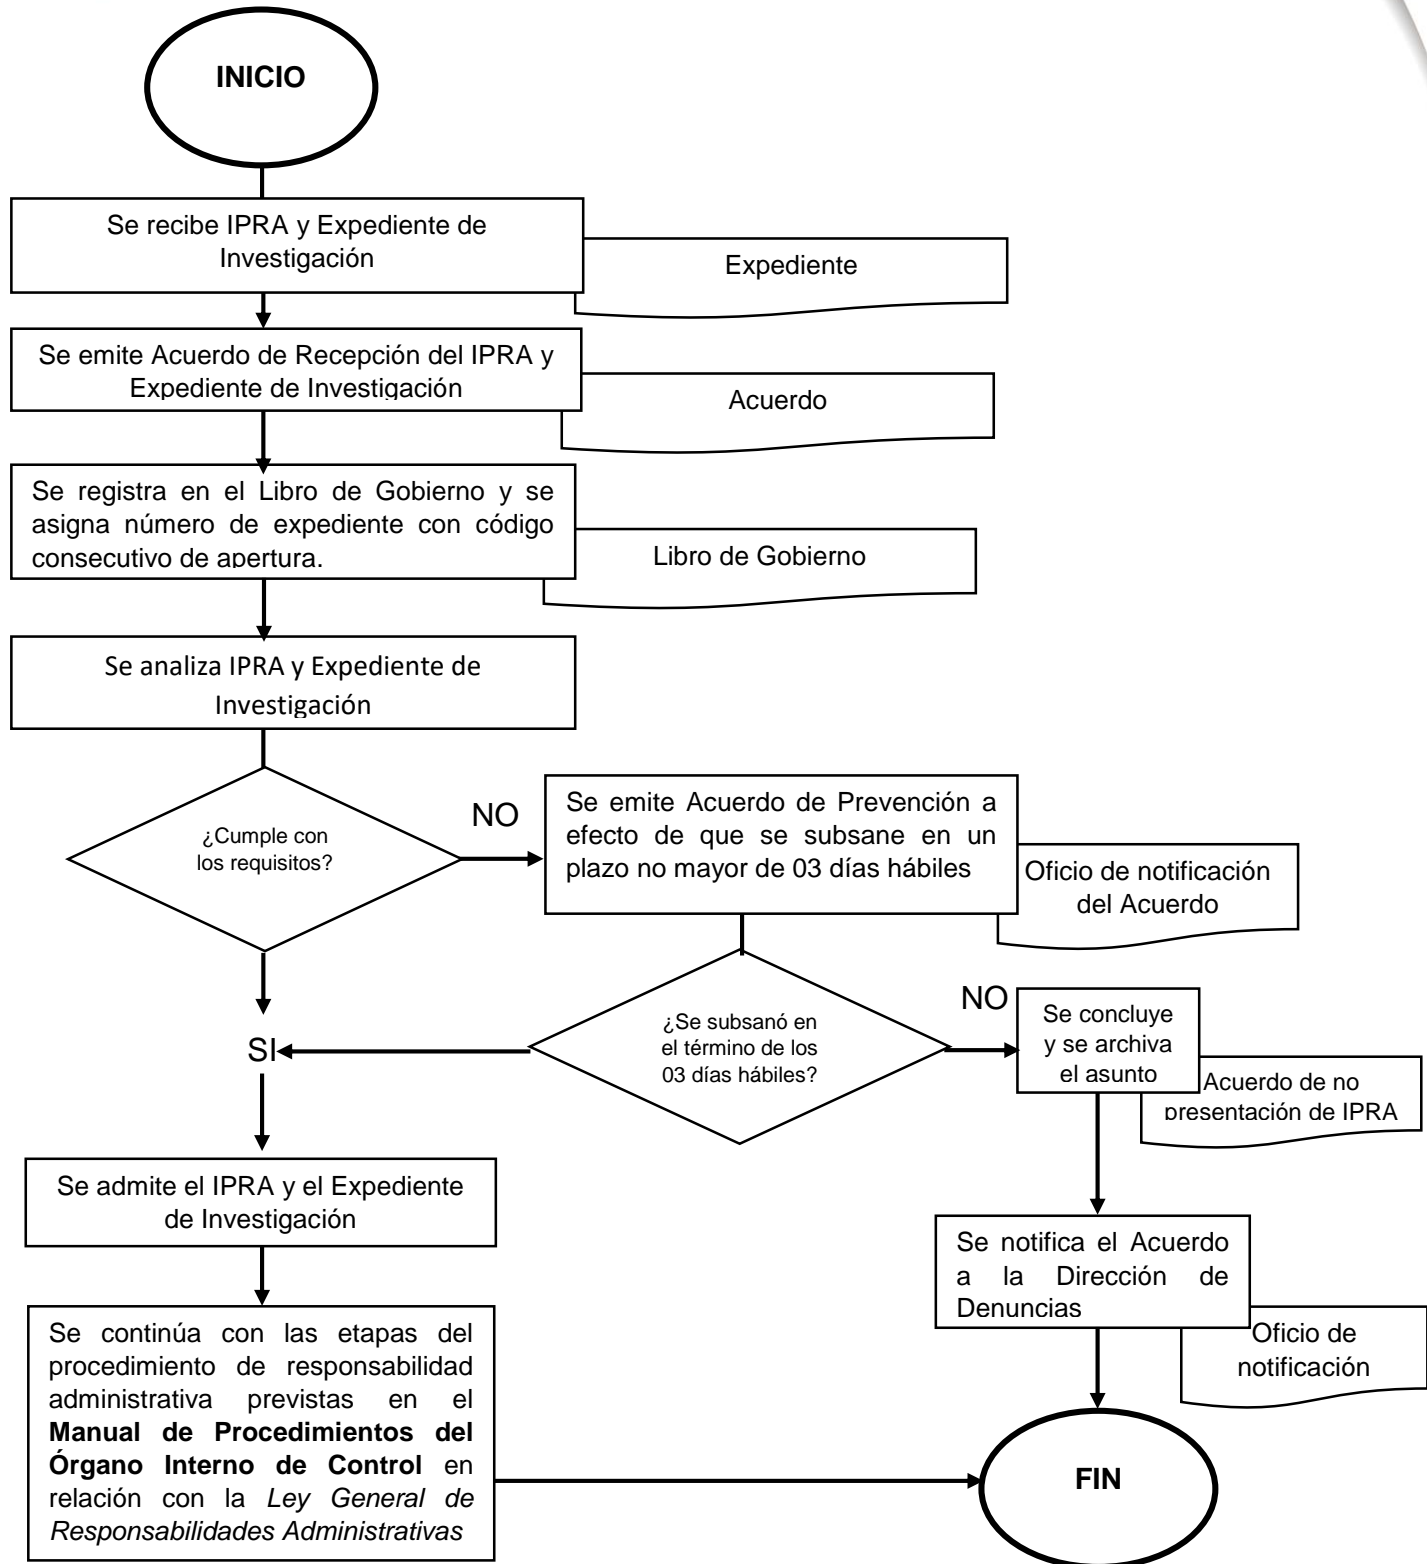 INICIO
Se recibe IPRA y Expediente de
Investigación
Expediente
Se emite Acuerdo de Recepción del IPRA y
Expediente de Investigación
Acuerdo
Se registra en el Libro de Gobierno y se
asigna número de expediente con código
consecutivo de apertura.
Libro de Gobierno
Se analiza IPRA y Expediente de
Investigación
¿Cumple con
los requisitos?
NO
Se emite Acuerdo de Prevención a
efecto de que se subsane en un
plazo no mayor de 03 días hábiles
Oficio de notificación
del Acuerdo
¿Se subsanó en
el término de los
03 días hábiles?
NO
Se concluye
y se archiva
el asunto
Acuerdo de no
presentación de IPRA
SI
Se admite el IPRA y el Expediente
de Investigación
Se notifica el Acuerdo
a la Dirección de
Denuncias
Oficio de
notificación
Se continúa con las etapas del
procedimiento de responsabilidad
administrativa previstas en el
Manual de Procedimientos del
Órgano Interno de Control en
relación con la Ley General de
Responsabilidades Administrativas
FIN